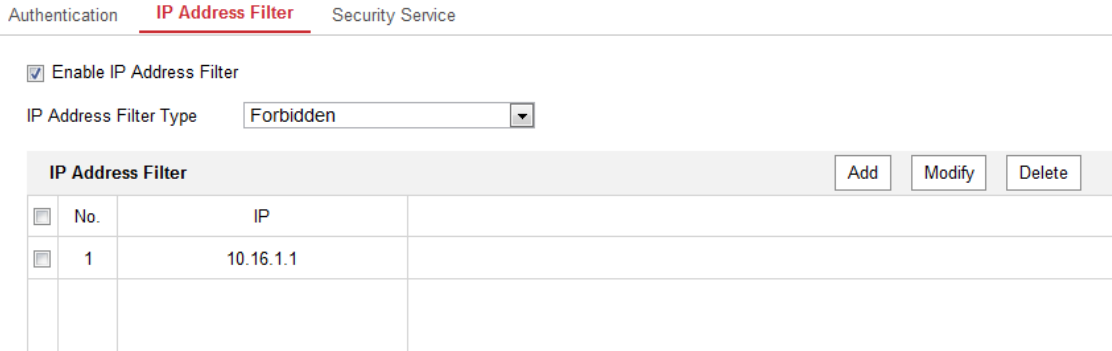 Authentication IP Address Filter Security Service
Enable IP Address Filter
IP Address Filter Type Forbidden
IP Address Filter Add Modify Delete
No. IP
1 10.16.1.1